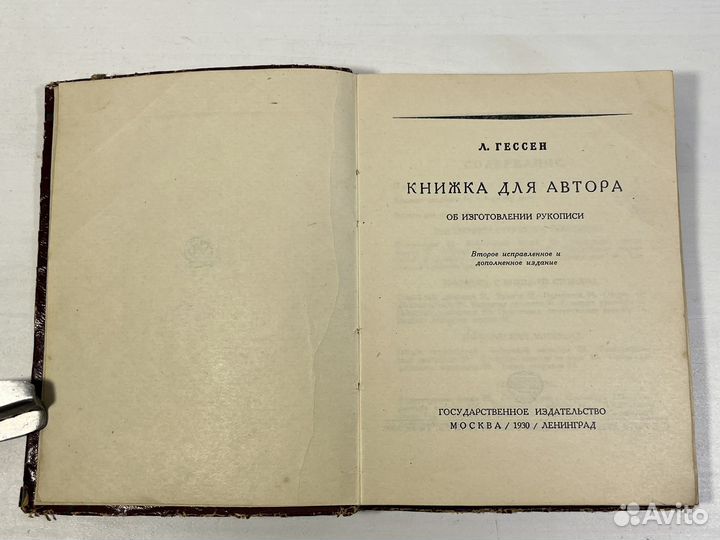 Л. ГЕССЕН
КНИЖКА ДЛЯ АВТОРА
ОБ ИЗГОТОВЛЕНИИ РУКОПИСИ
Второе исправленное и
дополненное издание
ГОСУДАРСТВЕННОЕ ИЗДАТЕЛЬСТВО
МОСКВА / 1930 / ЛЕНИНГРАД
Avito